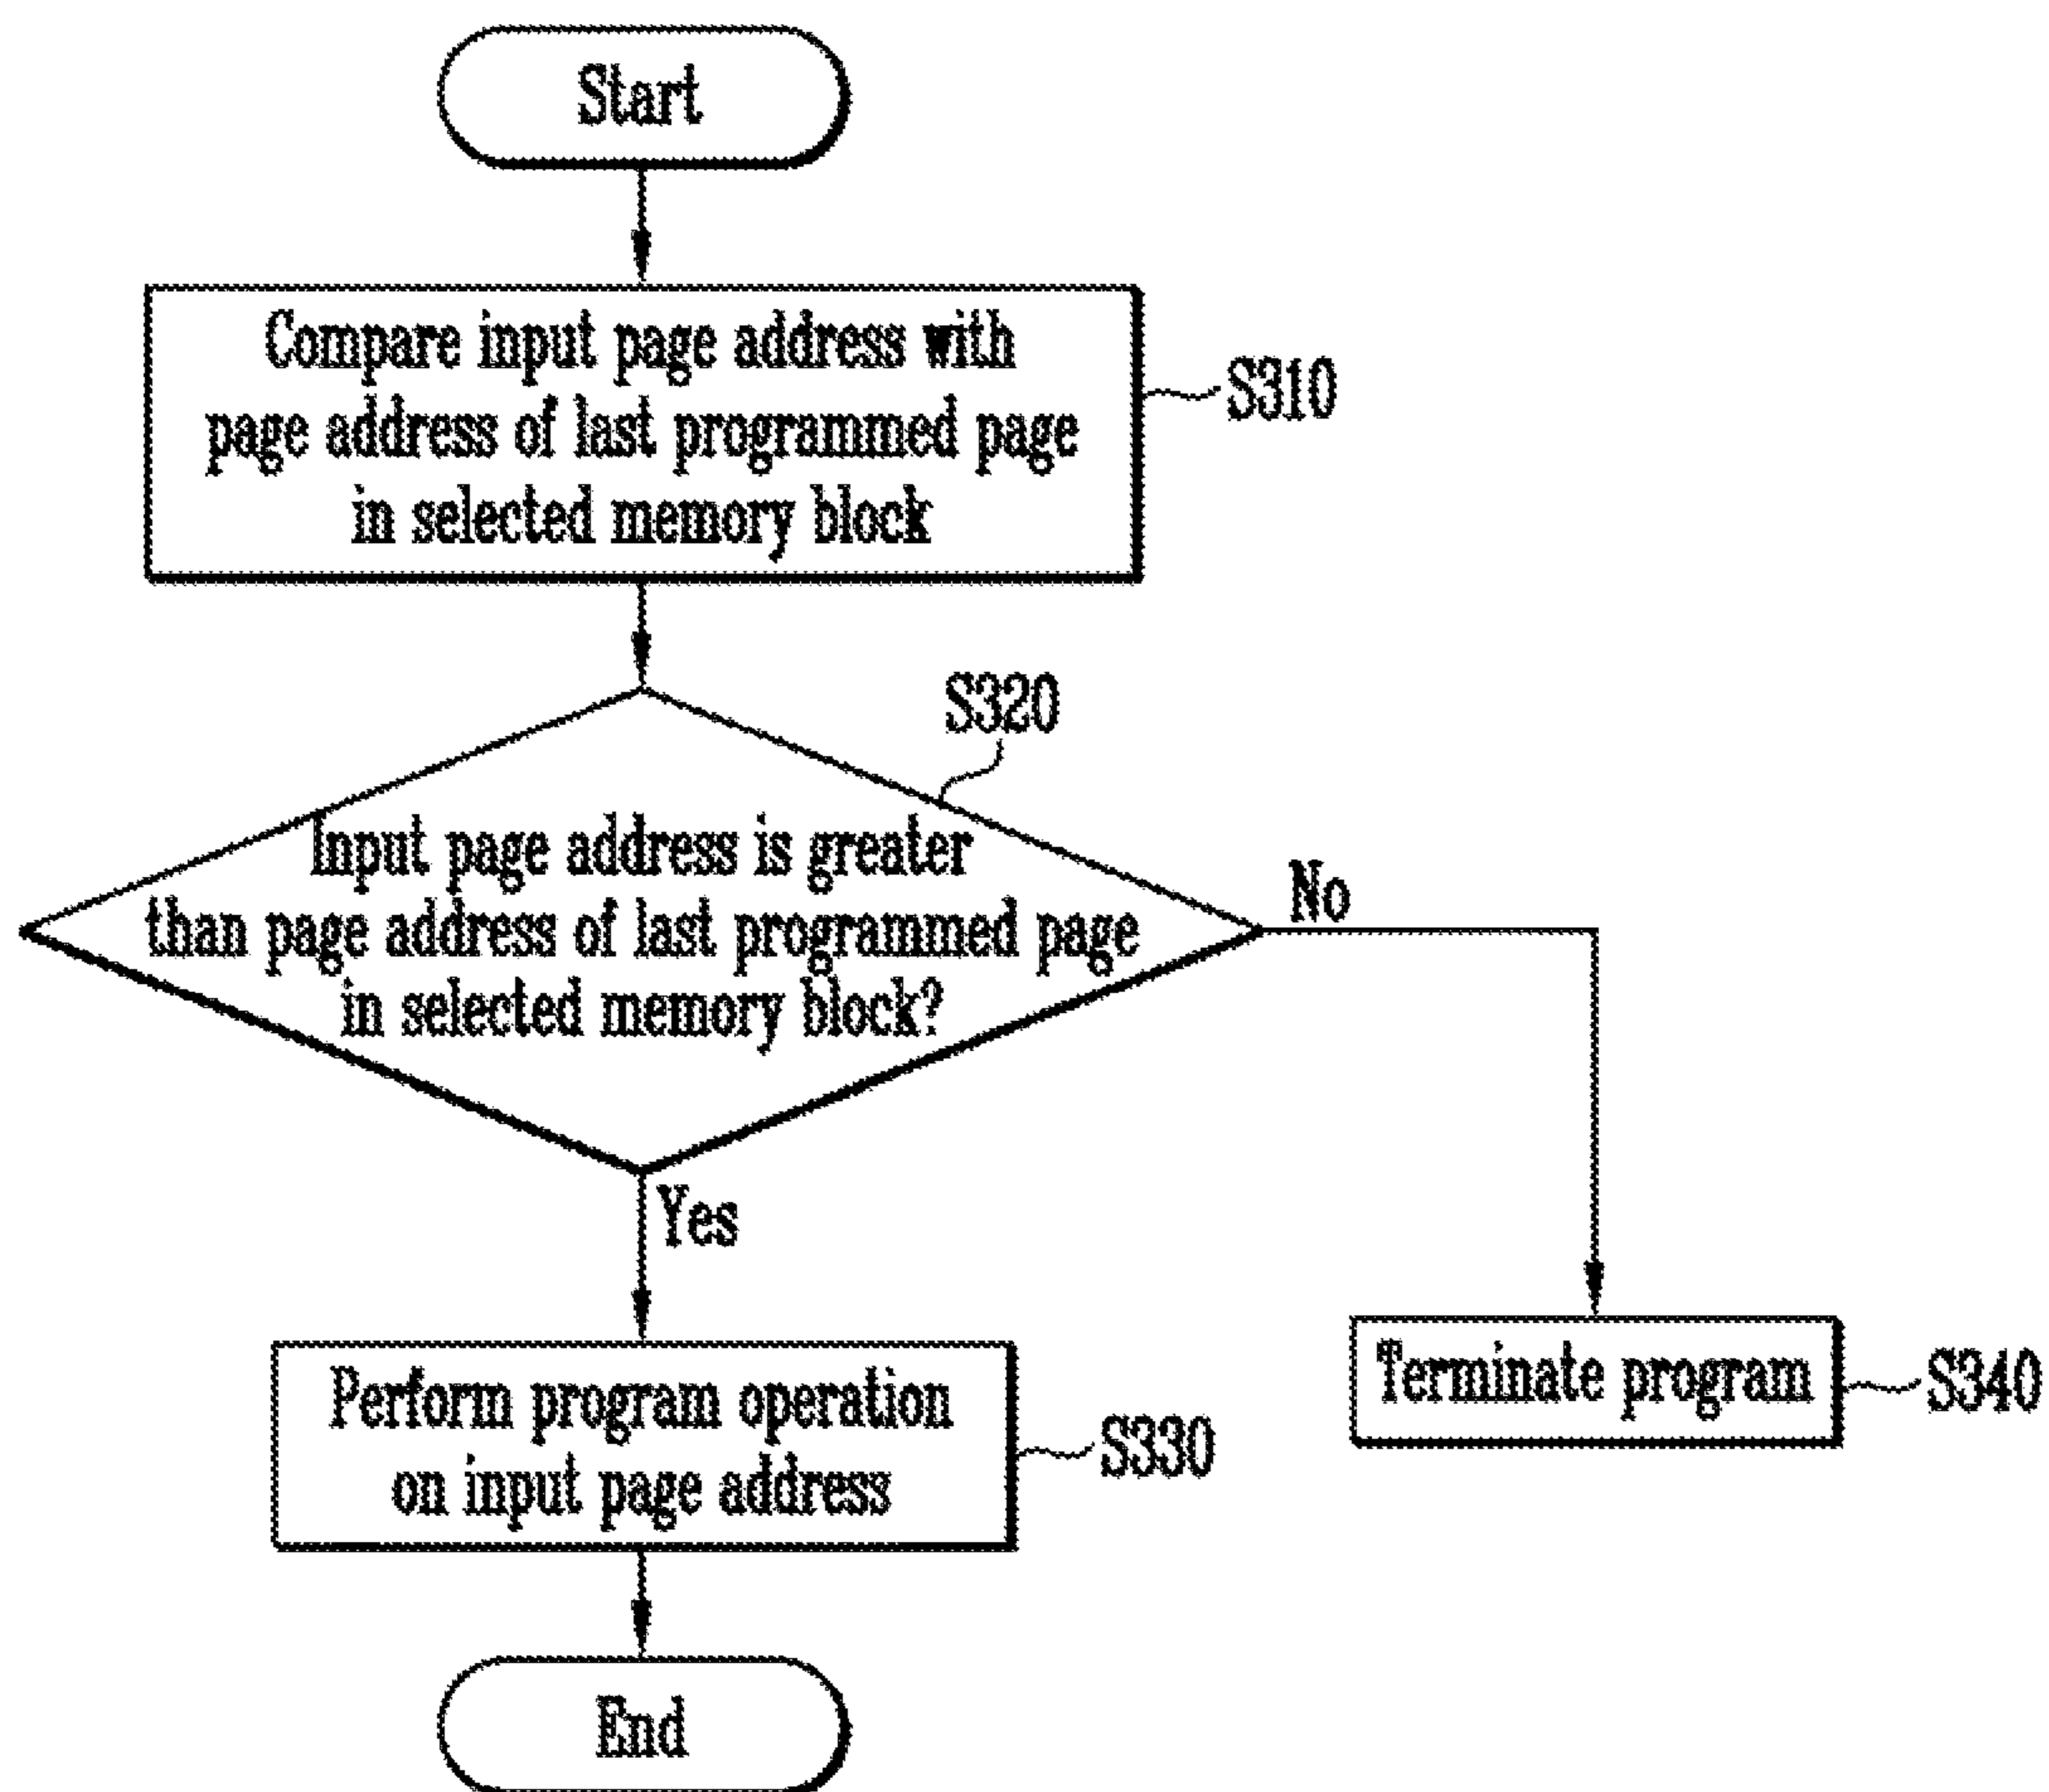 Start
Compare input page address with
page address of last programmed page
in selected memory block
S310
S320
Input page address is greater
than page address of last programmed page
in selected memory block?
No
Yes
Perform program operation
on input page address
S330
Terminate program
S340
End